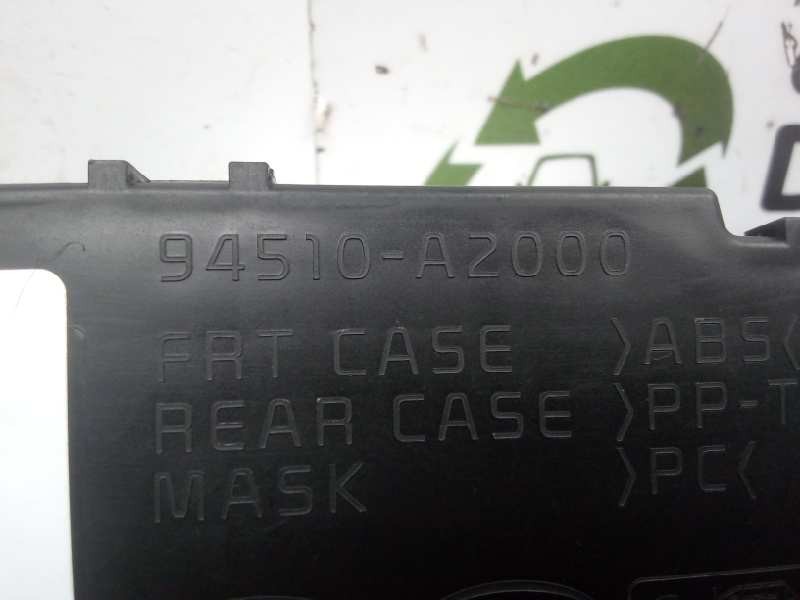 94510-A2000
FRT CASE >ABS<
REAR CASE >PP-T
MASK >PC<